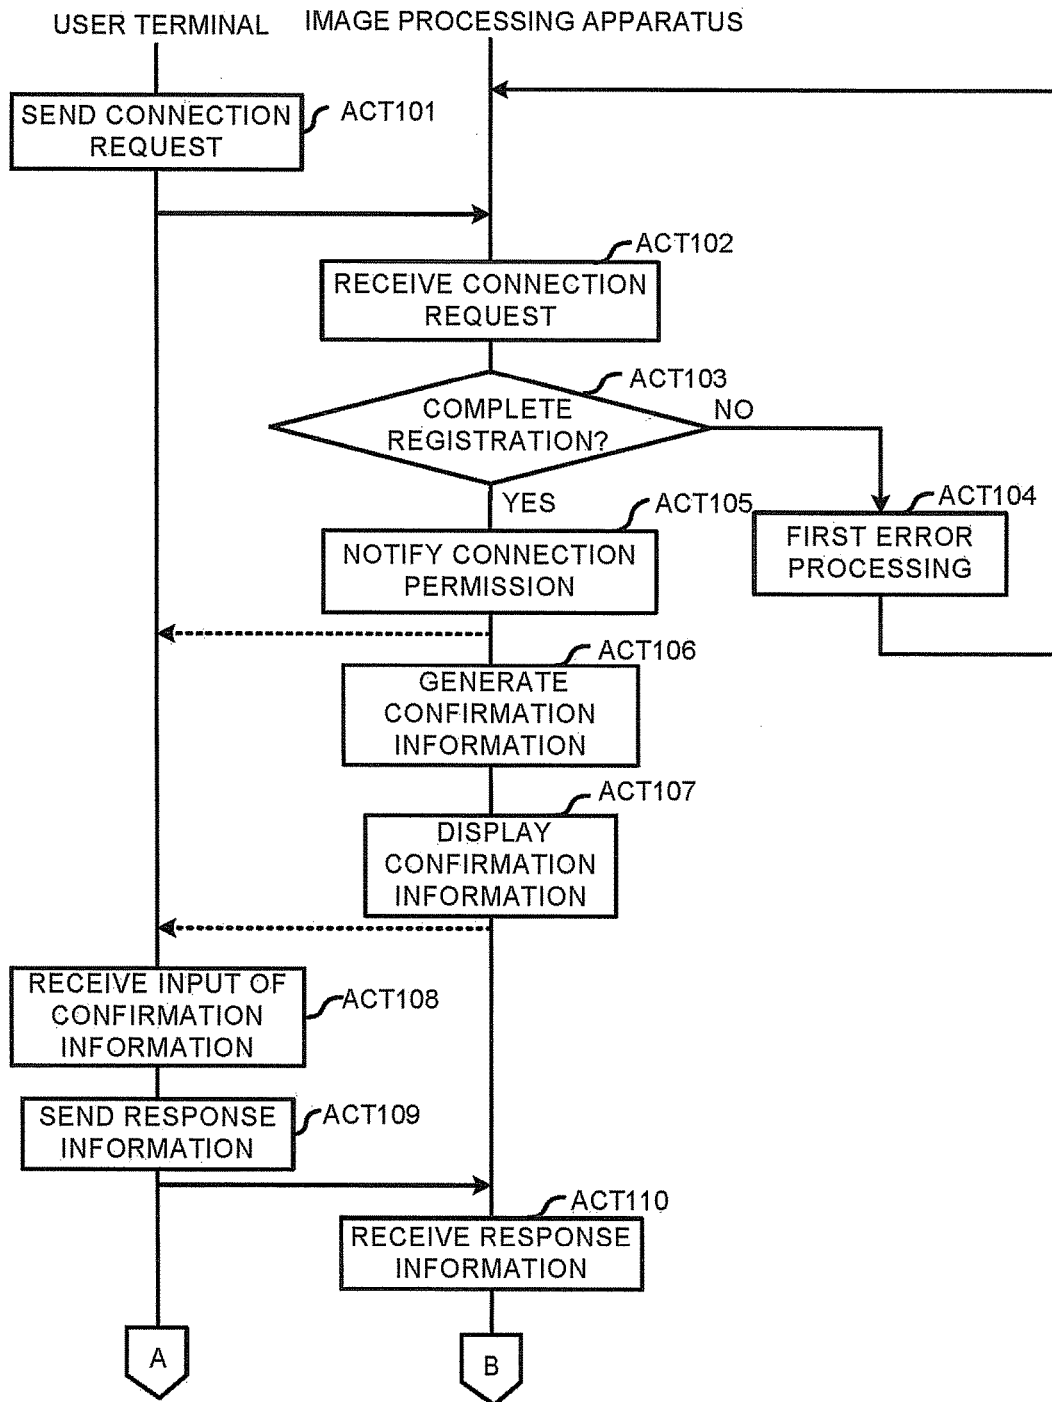 USER TERMINAL
IMAGE PROCESSING APPARATUS
SEND CONNECTION
REQUEST
ACT101
ACT102
RECEIVE CONNECTION
REQUEST
ACT103
COMPLETE
REGISTRATION?
NO
YES
ACT105
ACT104
NOTIFY CONNECTION
PERMISSION
FIRST ERROR
PROCESSING
ACT106
GENERATE
CONFIRMATION
INFORMATION
ACT107
DISPLAY
CONFIRMATION
INFORMATION
RECEIVE INPUT OF
CONFIRMATION
INFORMATION
ACT108
SEND RESPONSE
INFORMATION
ACT109
ACT110
RECEIVE RESPONSE
INFORMATION
A
B